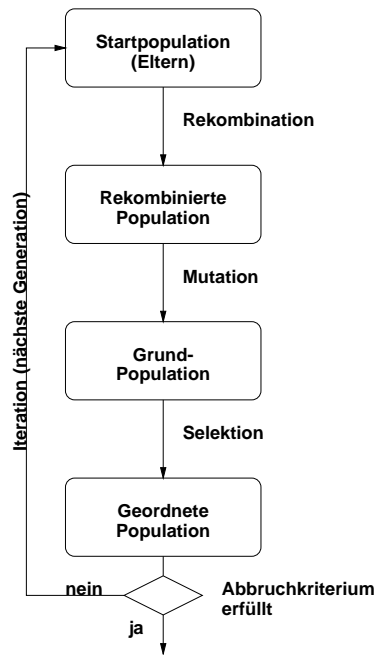 Startpopulation
(Eltern)
Rekombination
Rekombinierte
Population
Mutation
Grund-
Population
Selektion
Geordnete
Population
Iteration (nächste Generation)
nein
Abbruchkriterium
erfüllt
ja